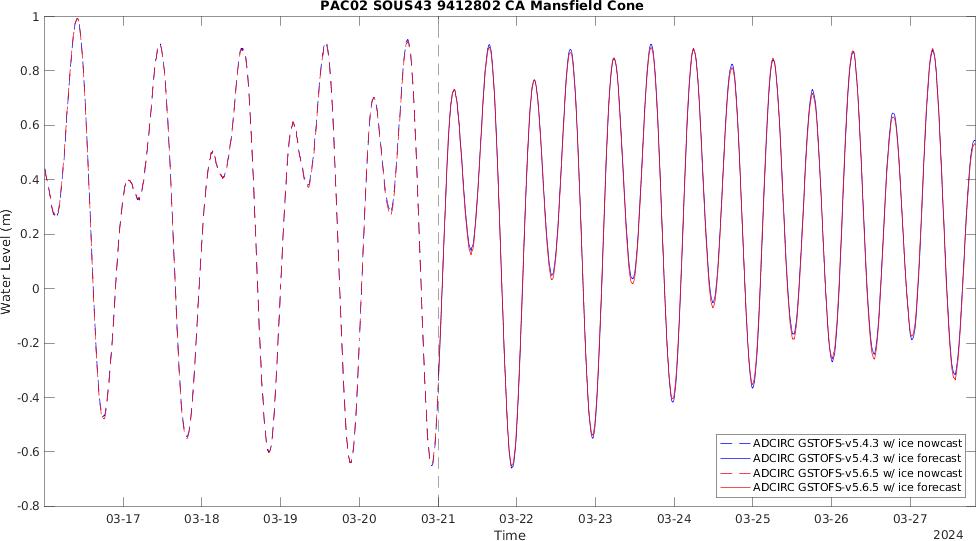 PAC02 SOUS43 9412802 CA Mansfield Cone
1
0.8
0.6
0.4
0.2
0
-0.2
-0.4
-0.6
-0.8
Water Level (m)
ADCIRC GSTOFS-v5.4.3 w/ ice nowcast
ADCIRC GSTOFS-v5.4.3 w/ ice forecast
ADCIRC GSTOFS-v5.6.5 w/ ice nowcast
ADCIRC GSTOFS-v5.6.5 w/ ice forecast
03-17 03-18 03-19 03-20 03-21 03-22 03-23 03-24 03-25 03-26 03-27
Time
2024